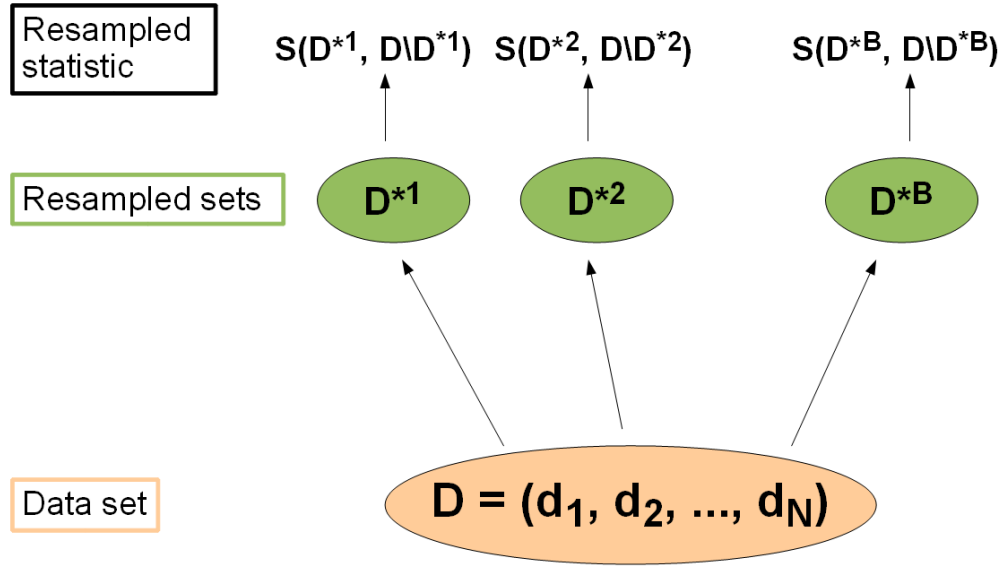 Resampled
statistic
S(D*1, D\D*1) S(D*2, D\D*2) S(D*B, D\D*B)
Resampled sets
D*1 D*2 D*B
Data set
D = (d1, d2, ..., dN)